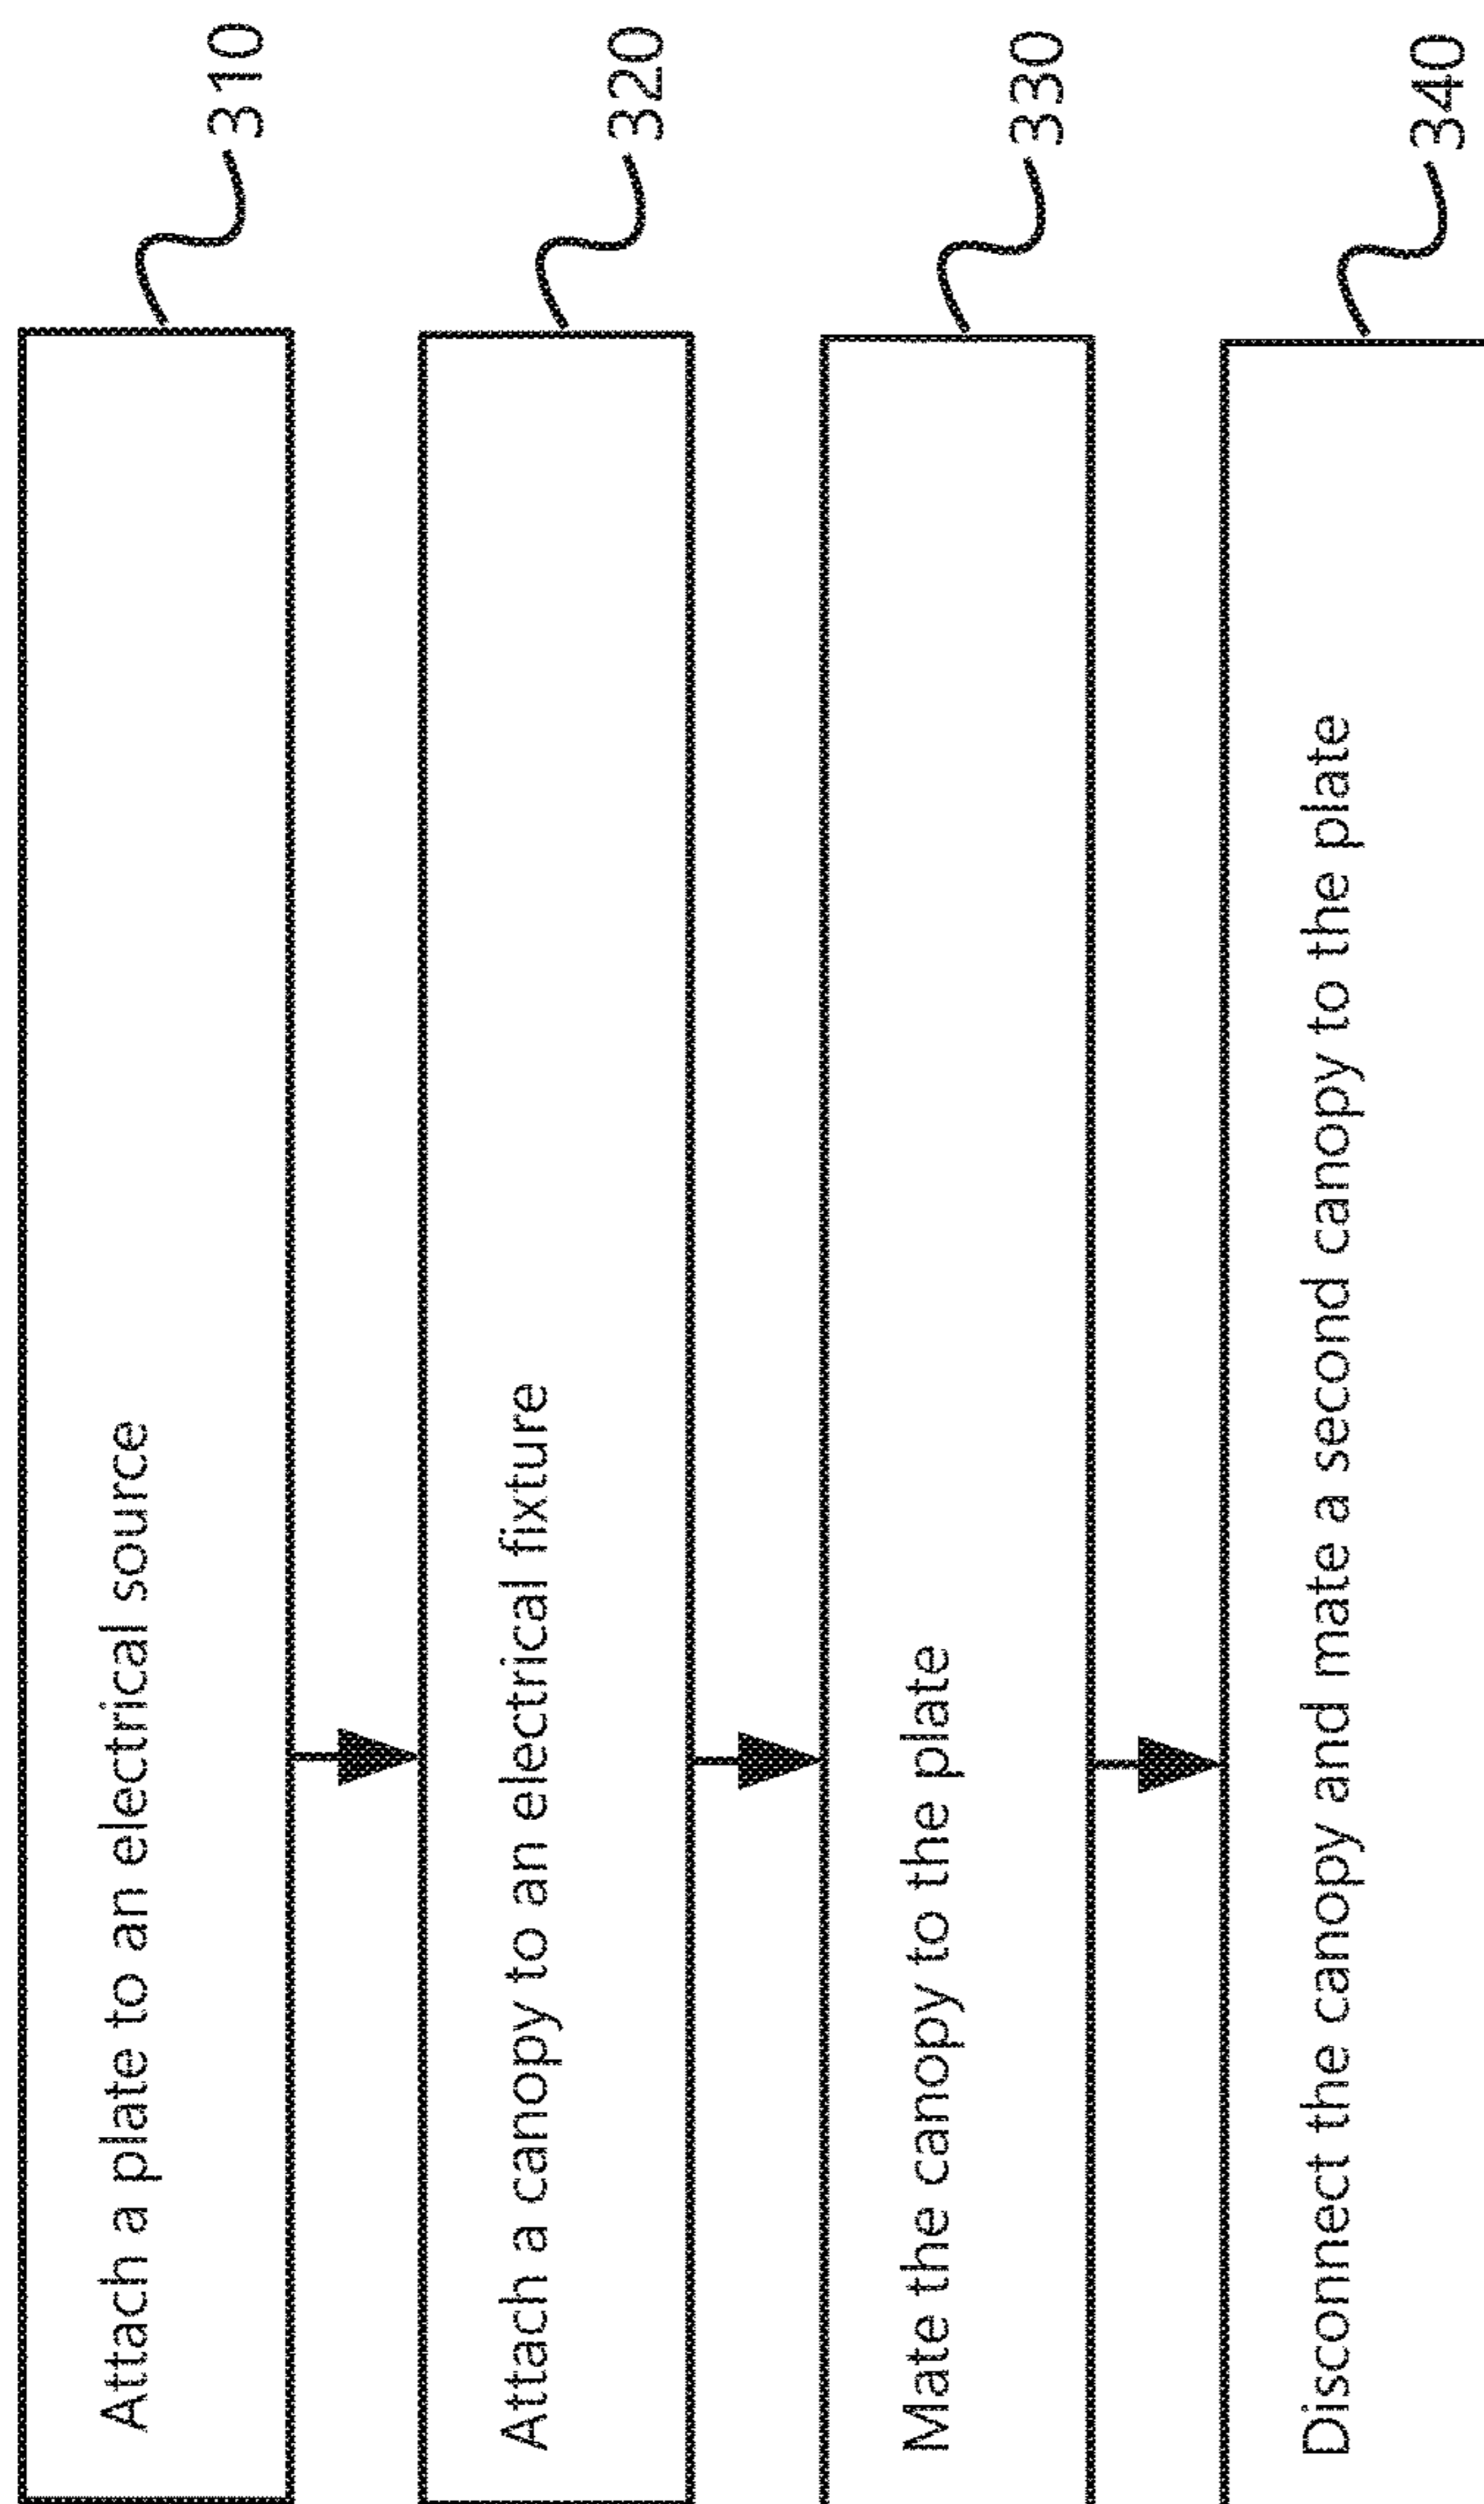 Attach a plate to an electrical source
310
Attach a canopy to an electrical fixture
320
Mate the canopy to the plate
330
Disconnect the canopy and mate a second canopy to the plate
340